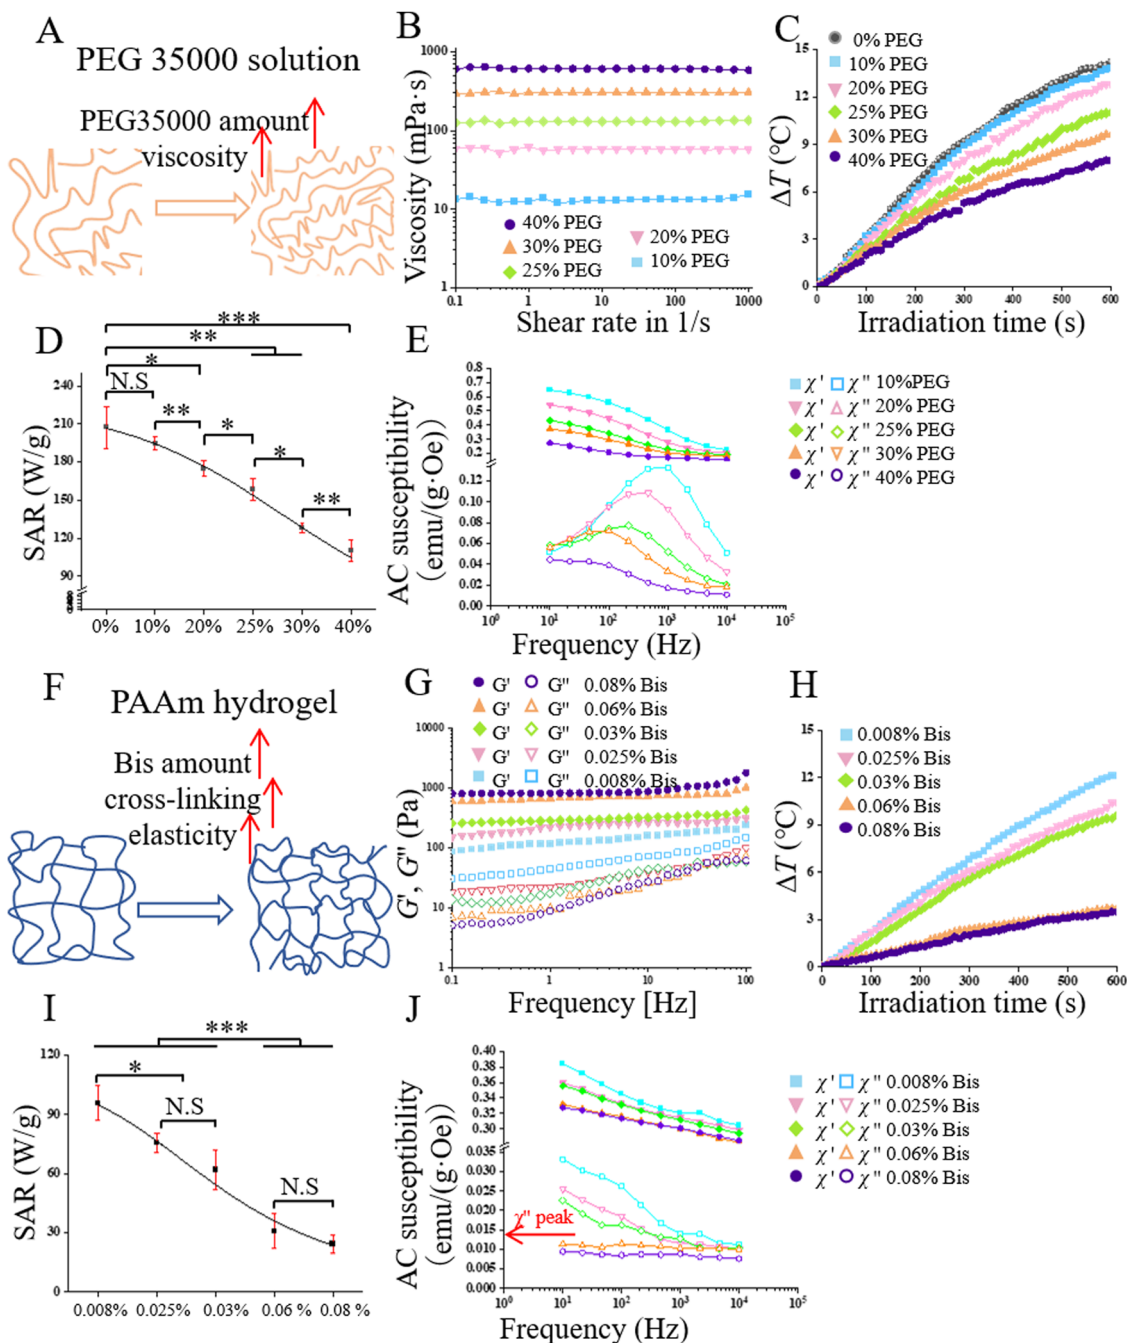 A
PEG 35000 solution
PEG35000 amount
viscosity
B
1000
100
10
1
Viscosity (mPa·s)
40% PEG
30% PEG
25% PEG
20% PEG
10% PEG
0.1 1 10 100 1000
Shear rate in 1/s
C
15
12
9
6
3
0
ΔT (°C)
0% PEG
10% PEG
20% PEG
25% PEG
30% PEG
40% PEG
0 100 200 300 400 500 600
Irradiation time (s)
D
***
**
*
N.S
**
*
*
**
240
210
180
150
120
90
SAR (W/g)
0% 10% 20% 25% 30% 40%
E
0.8
0.7
0.6
0.5
0.4
0.3
0.2
0.12
0.10
0.08
0.06
0.04
0.02
0.00
AC susceptibility
(emu/(g·Oe))
10⁰ 10¹ 10² 10³ 10⁴ 10⁵
Frequency (Hz)
χ' χ'' 10%PEG
χ' χ'' 20% PEG
χ' χ'' 25% PEG
χ' χ'' 30% PEG
χ' χ'' 40% PEG
F
PAAm hydrogel
Bis amount
cross-linking
elasticity
G
G' G'' 0.08% Bis
G' G'' 0.06% Bis
G' G'' 0.03% Bis
G' G'' 0.025% Bis
G' G'' 0.008% Bis
10000
1000
100
10
1
G', G'' (Pa)
0.1 1 10 100
Frequency [Hz]
H
15
12
9
6
3
0
ΔT (°C)
0.008% Bis
0.025% Bis
0.03% Bis
0.06% Bis
0.08% Bis
0 100 200 300 400 500 600
Irradiation time (s)
I
***
*
N.S
N.S
120
90
60
30
0
SAR (W/g)
0.008% 0.025% 0.03% 0.06 % 0.08 %
J
0.40
0.38
0.36
0.34
0.32
0.30
0.28
0.035
0.030
0.025
0.020
0.015
0.010
0.005
0.000
AC susceptibility
(emu/(g·Oe))
χ'' peak
10⁰ 10¹ 10² 10³ 10⁴ 10⁵
Frequency (Hz)
χ' χ'' 0.008% Bis
χ' χ'' 0.025% Bis
χ' χ'' 0.03% Bis
χ' χ'' 0.06% Bis
χ' χ'' 0.08% Bis